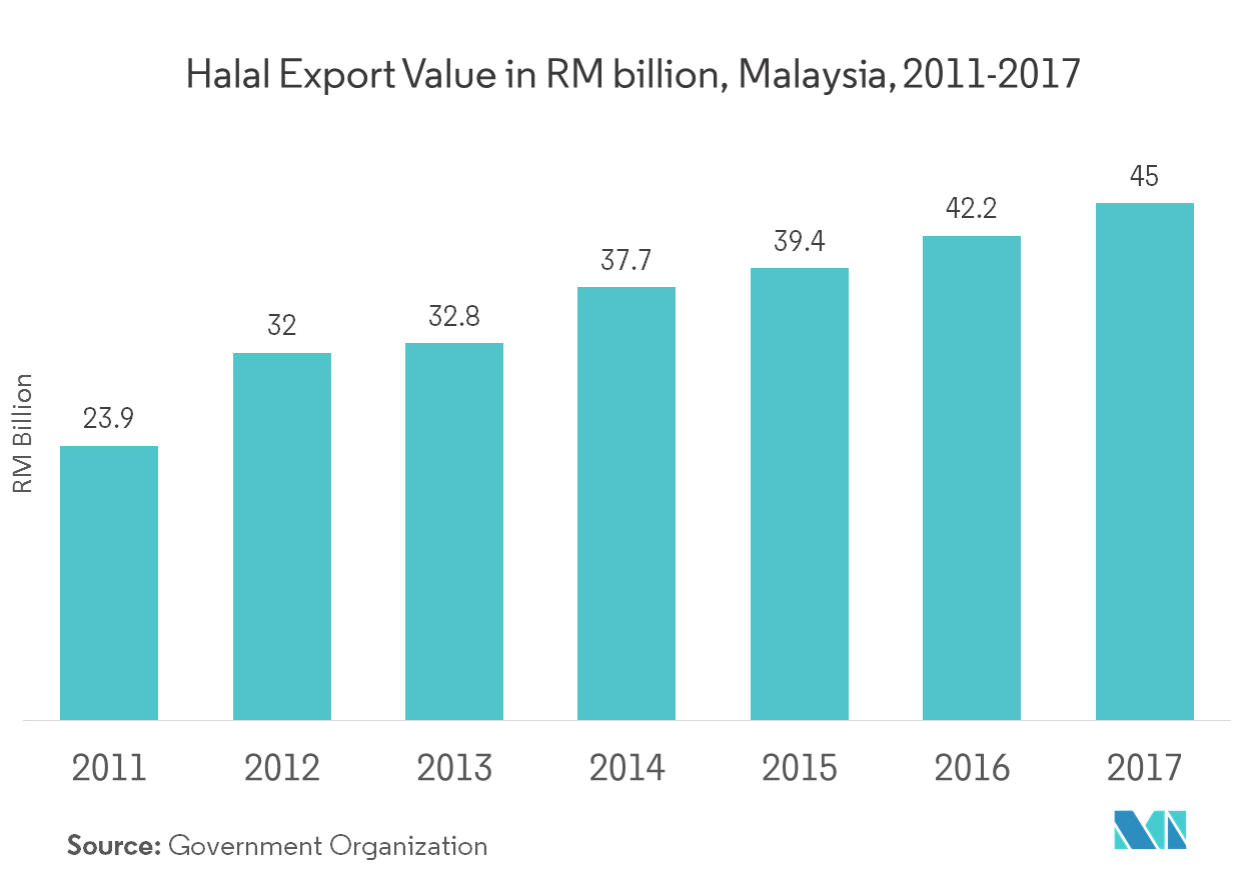 Halal Export Value in RM billion, Malaysia, 2011-2017
45
42.2
39.4
37.7
32.8
32
23.9
RM Billion
2011 2012 2013 2014 2015 2016 2017
Source: Government Organization